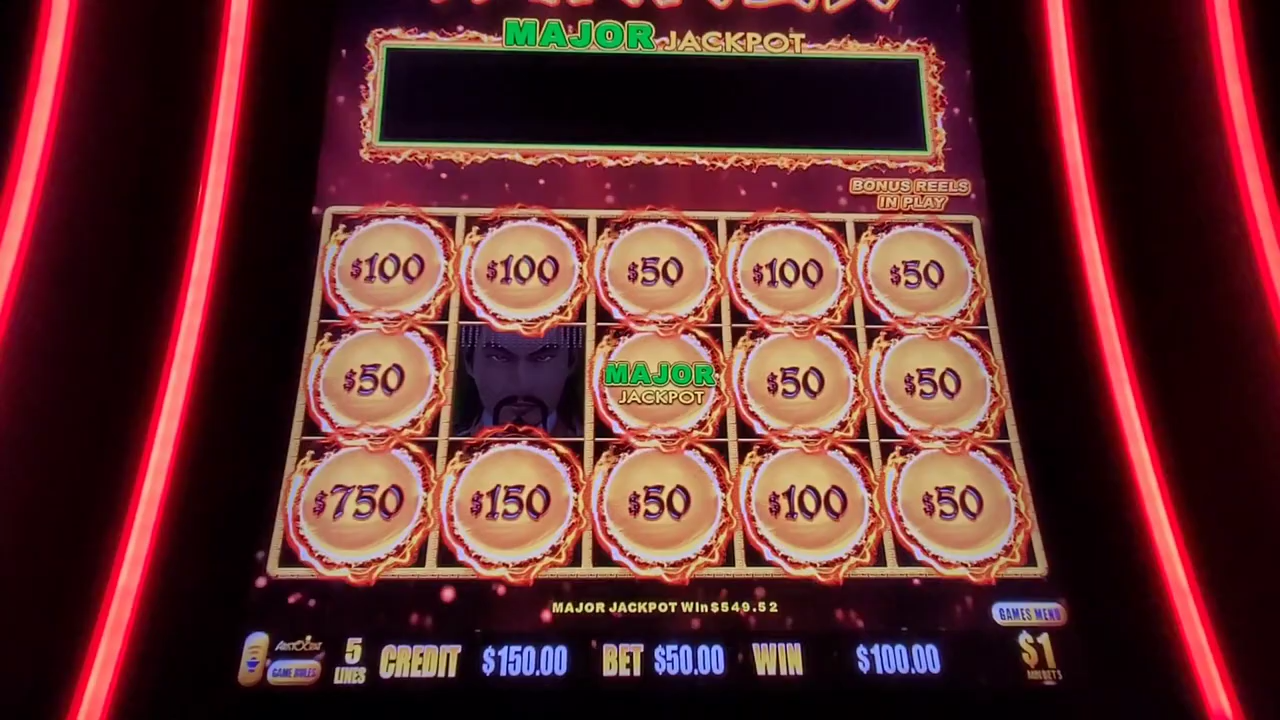 MAJOR JACKPOT
BONUS REELS
IN PLAY
$100 $100 $50 $100 $50
$50 MAJOR JACKPOT $50 $50
$750 $150 $50 $100 $50
MAJOR JACKPOT Win $549.52
GAMES MENU
ARISTOCRAT
GAME RULES
5 LINES
CREDIT $150.00 BET $50.00 WIN $100.00
$1